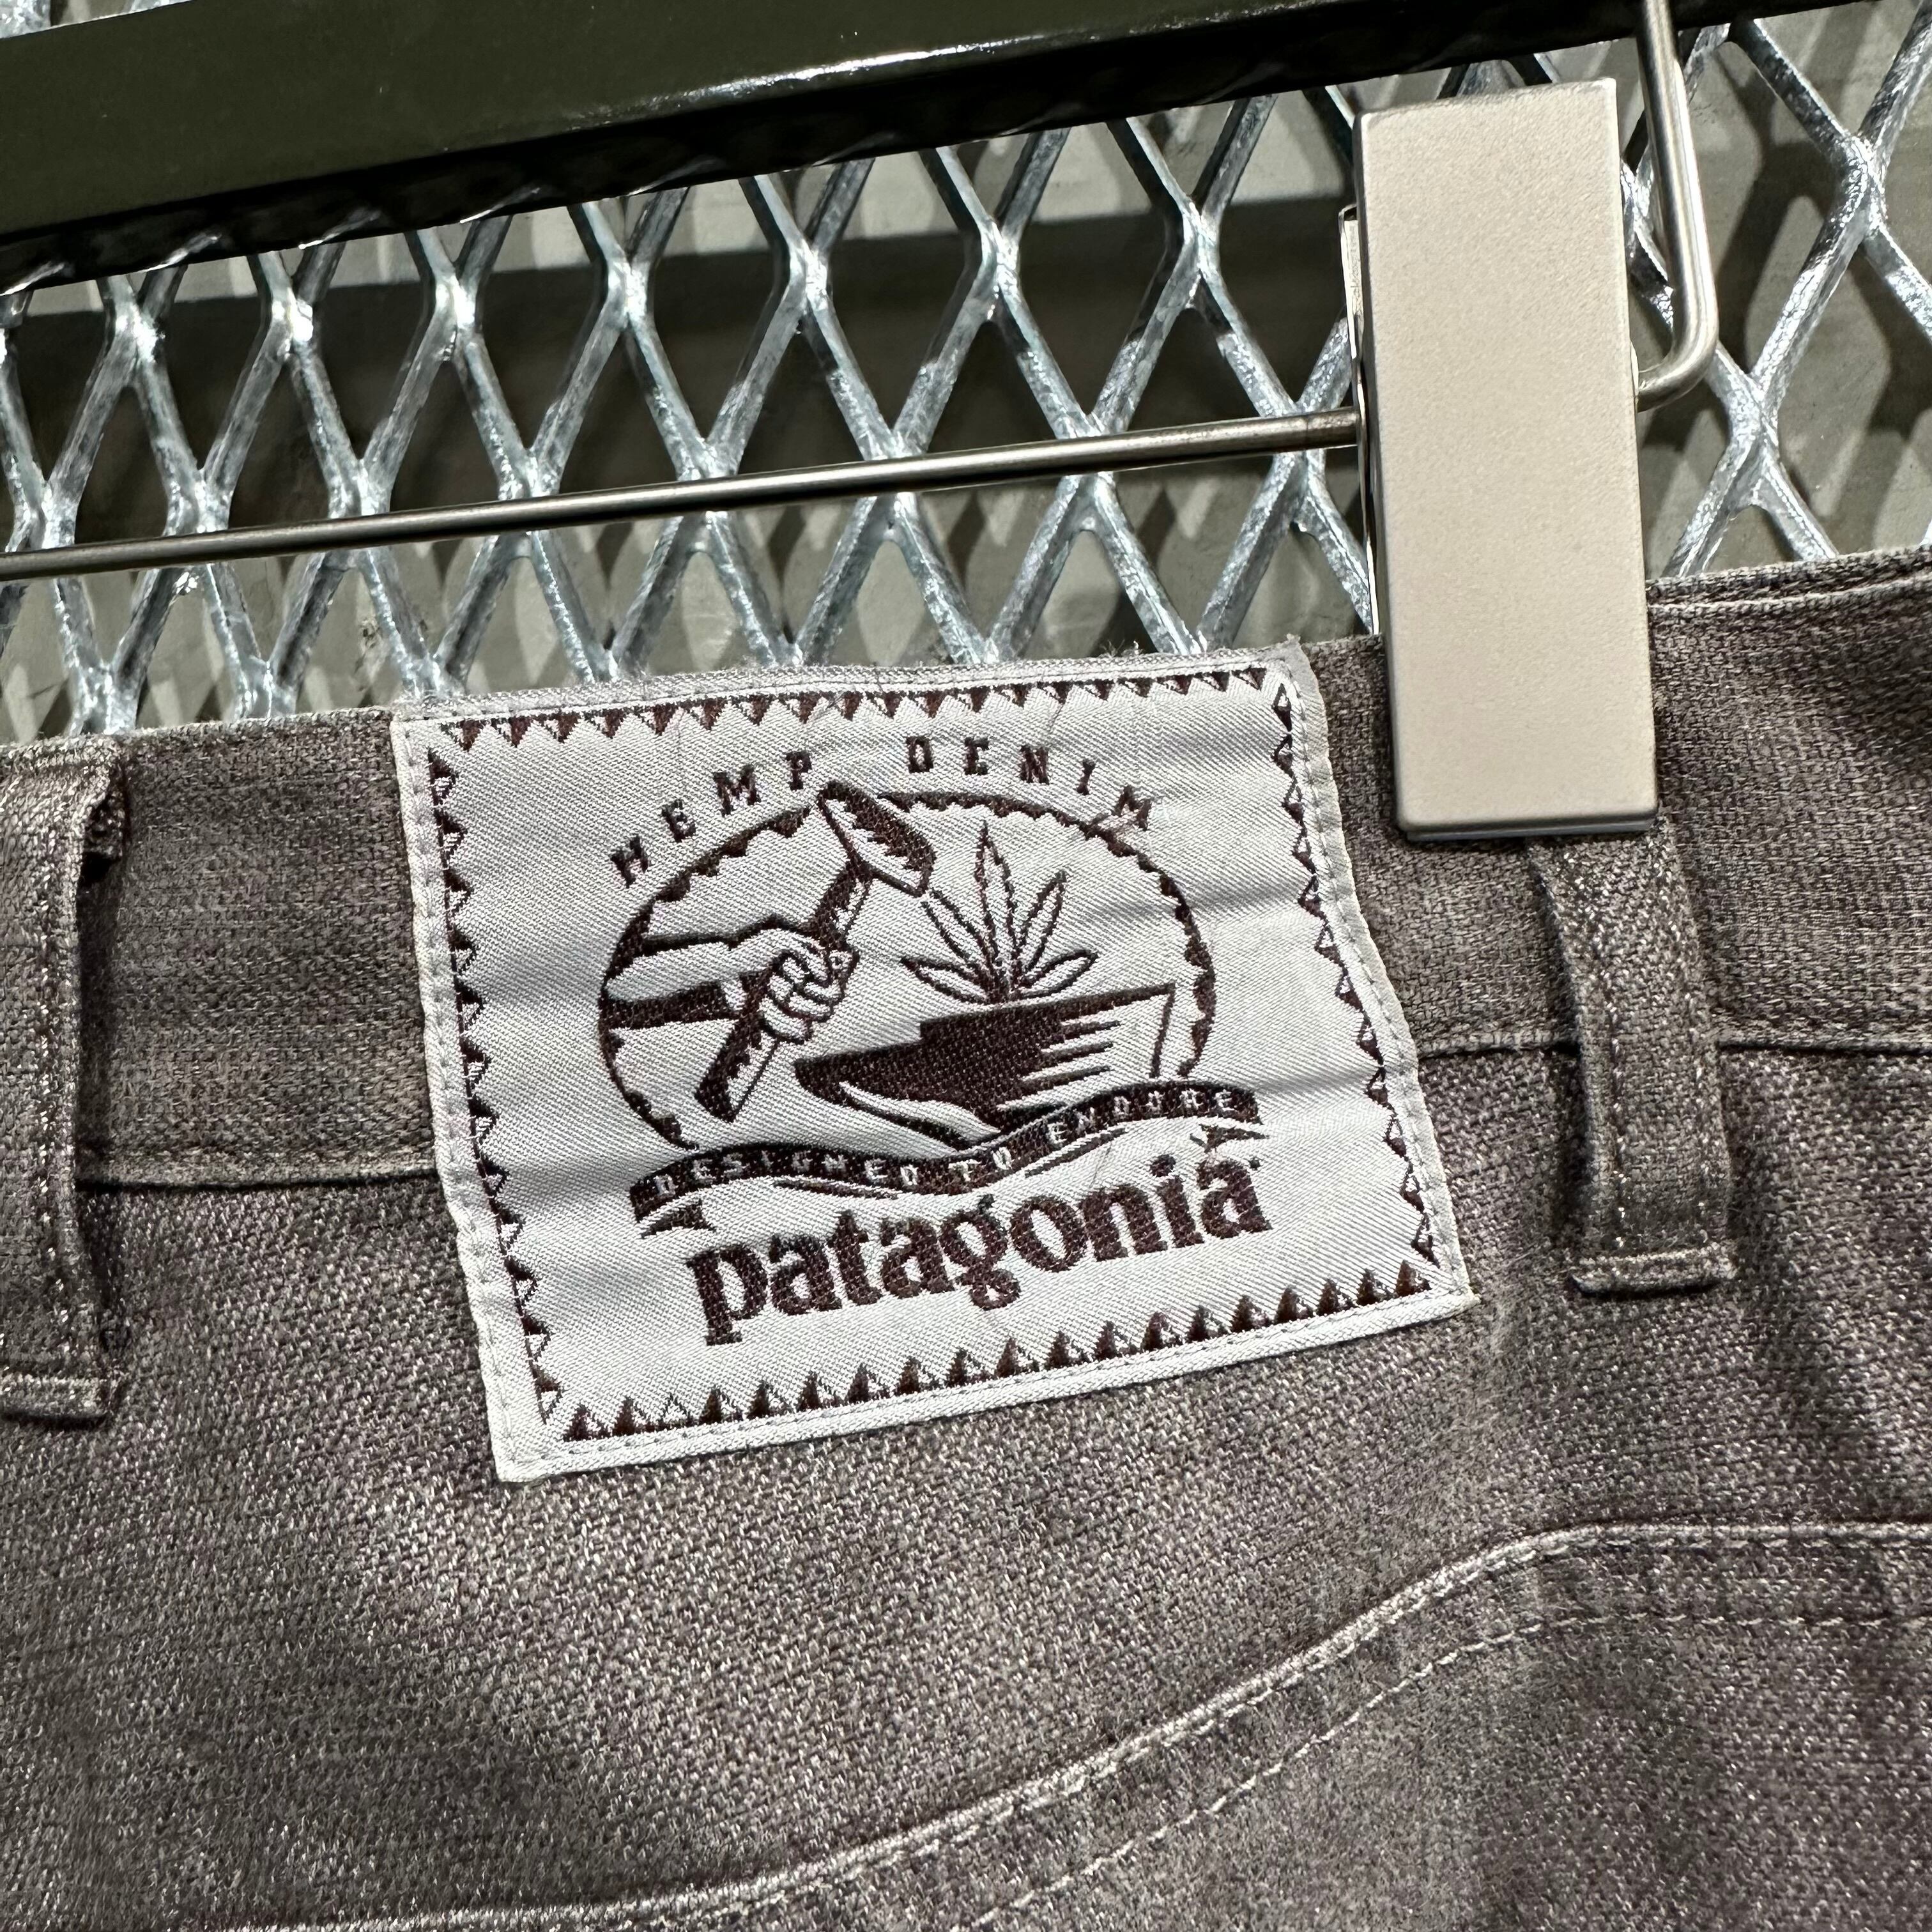 HEMP DENIM
DESIGNED TO ENDURE
patagonia